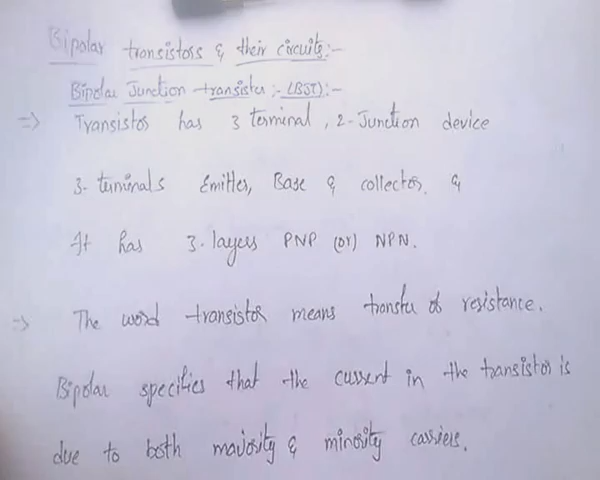 Bipolar transistors & their circuits:-
Bipolar Junction transistor:- (BJT):-
=> Transistor has 3 terminal, 2-Junction device
3-terminals Emitter, Base & collector. &
It has 3-layers PNP (or) NPN.
=> The word transistor means transfer of resistance.
Bipolar specifies that the current in the transistor is
due to both majority & minority carriers.